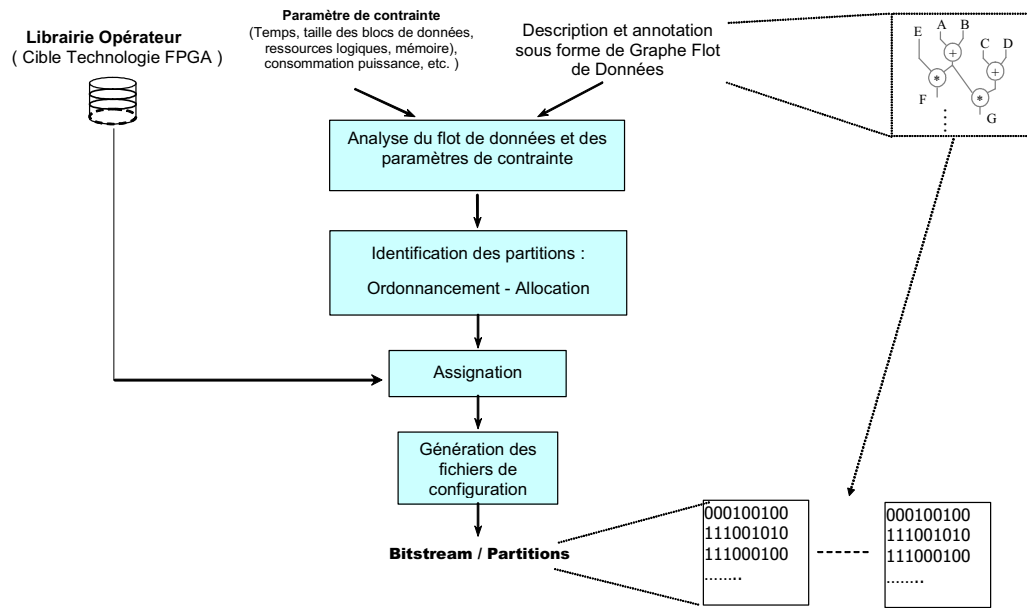 Librairie Opérateur
( Cible Technologie FPGA )
Paramètre de contrainte
(Temps, taille des blocs de données,
ressources logiques, mémoire),
consommation puissance, etc. )
Description et annotation
sous forme de Graphe Flot
de Données
A B
E
C D
+
+
*
*
F
G
Analyse du flot de données et des
paramètres de contrainte
Identification des partitions :
Ordonnancement - Allocation
Assignation
Génération des
fichiers de
configuration
Bitstream / Partitions
000100100
111001010
111000100
........
000100100
111001010
111000100
........